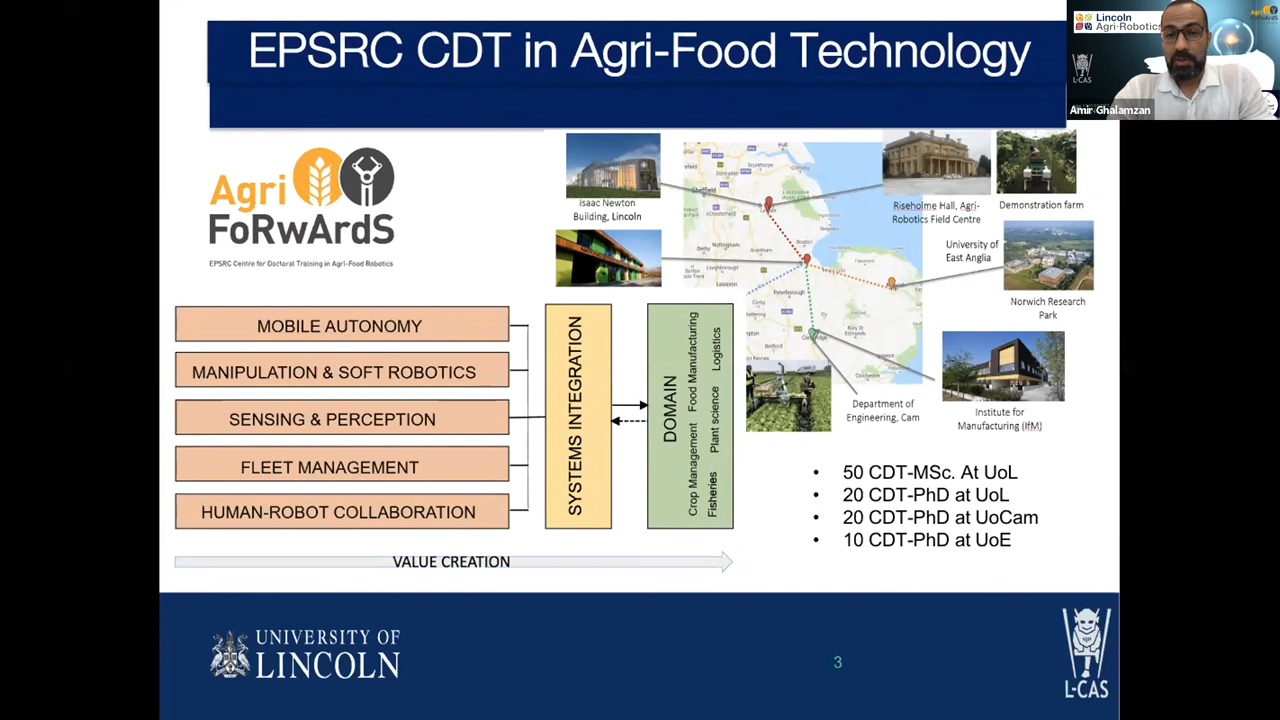 EPSRC CDT in Agri-Food Technology
Lincoln
Agri-Robotics
L-CAS
Amir Ghalamzan
Agri
FoRwArdS
EPSRC Centre for Doctoral Training in Agri-Food Robotics
Isaac Newton
Building, Lincoln
Riseholme Hall, Agri-
Robotics Field Centre
Demonstration farm
University of
East Anglia
Norwich Research
Park
Department of
Engineering, Cam
Institute for
Manufacturing (IfM)
MOBILE AUTONOMY
MANIPULATION & SOFT ROBOTICS
SENSING & PERCEPTION
FLEET MANAGEMENT
HUMAN-ROBOT COLLABORATION
SYSTEMS INTEGRATION
DOMAIN
Crop Management Food Manufacturing
Fisheries Plant science Logistics
VALUE CREATION
• 50 CDT-MSc. At UoL
• 20 CDT-PhD at UoL
• 20 CDT-PhD at UoCam
• 10 CDT-PhD at UoE
UNIVERSITY OF
LINCOLN
3
L-CAS